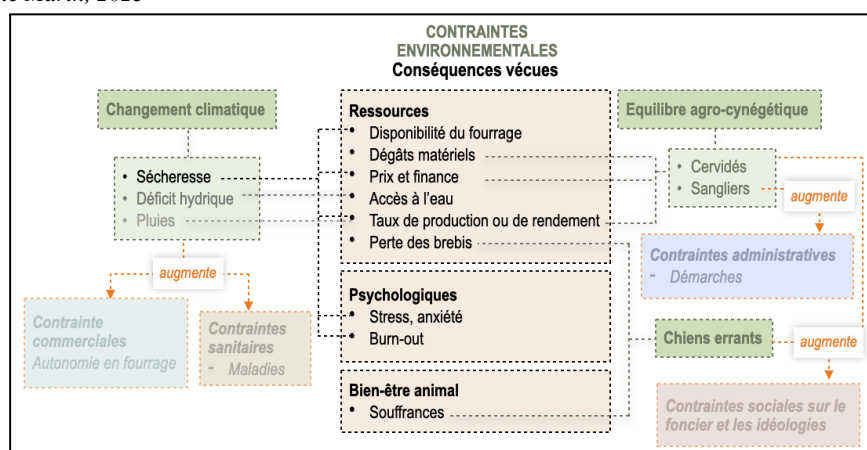 CONTRAINTES
ENVIRONNEMENTALES
Conséquences vécues
Changement climatique
Sécheresse
Déficit hydrique
Pluies
augmente
Contrainte
commerciales
Autonomie en fourrage
Contraintes
sanitaires
- Maladies
Ressources
• Disponibilité du fourrage
• Dégâts matériels
• Prix et finance
• Accès à l'eau
• Taux de production ou de rendement
• Perte des brebis
Psychologiques
• Stress, anxiété
• Burn-out
Bien-être animal
• Souffrances
Equilibre agro-cynégétique
• Cervidés
• Sangliers
augmente
Contraintes administratives
- Démarches
Chiens errants
augmente
Contraintes sociales sur le
foncier et les idéologies